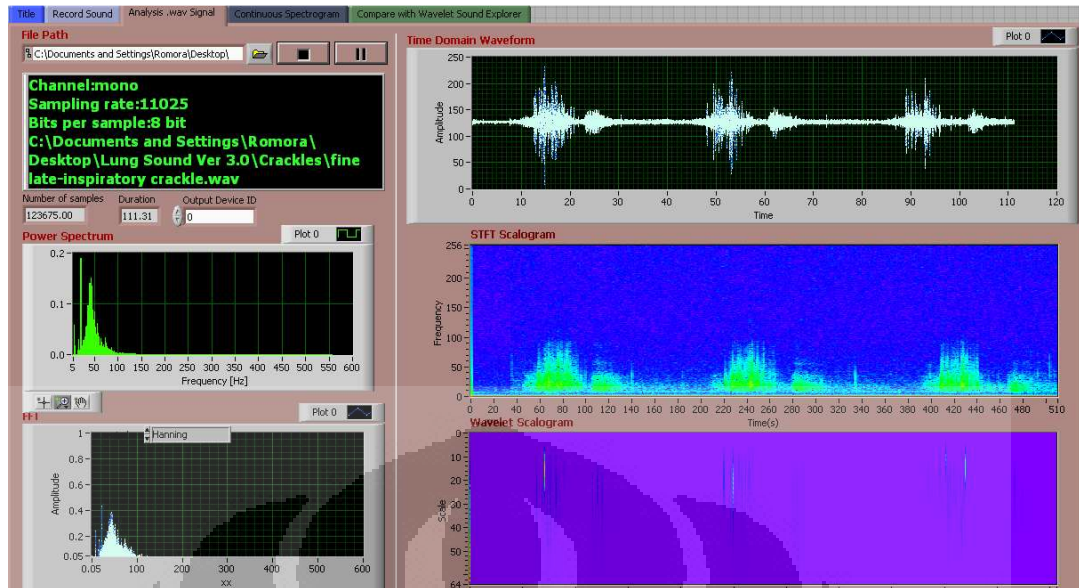 Title Record Sound Analysis .wav Signal Continuous Spectrogram Compare with Wavelet Sound Explorer
File Path
C:\Documents and Settings\Romora\Desktop\
Channel:mono
Sampling rate:11025
Bits per sample:8 bit
C:\Documents and Settings\Romora\
Desktop\Lung Sound Ver 3.0\Crackles\fine
late-inspiratory crackle.wav
Number of samples Duration Output Device ID
123675.00 111.31 0
Power Spectrum Plot 0
0.2
0.1
0.0
5 50 100 150 200 250 300 350 400 450 500 550 600
Frequency [Hz]
FFT Plot 0
Hanning
1
0.8
0.6
0.4
0.2
0.05
Amplitude
0.05 100 200 300 400 500 600
xx
Time Domain Waveform Plot 0
250
200
150
100
50
0
Amplitude
0 10 20 30 40 50 60 70 80 90 100 110 120
Time
STFT Scalogram
256
200
150
100
50
0
Frequency
0 20 40 60 80 100 120 140 160 180 200 220 240 260 280 300 320 340 360 380 400 420 440 460 480 510
Time(s)
Wavelet Scalogram
0
10
20
30
40
50
64
Scale